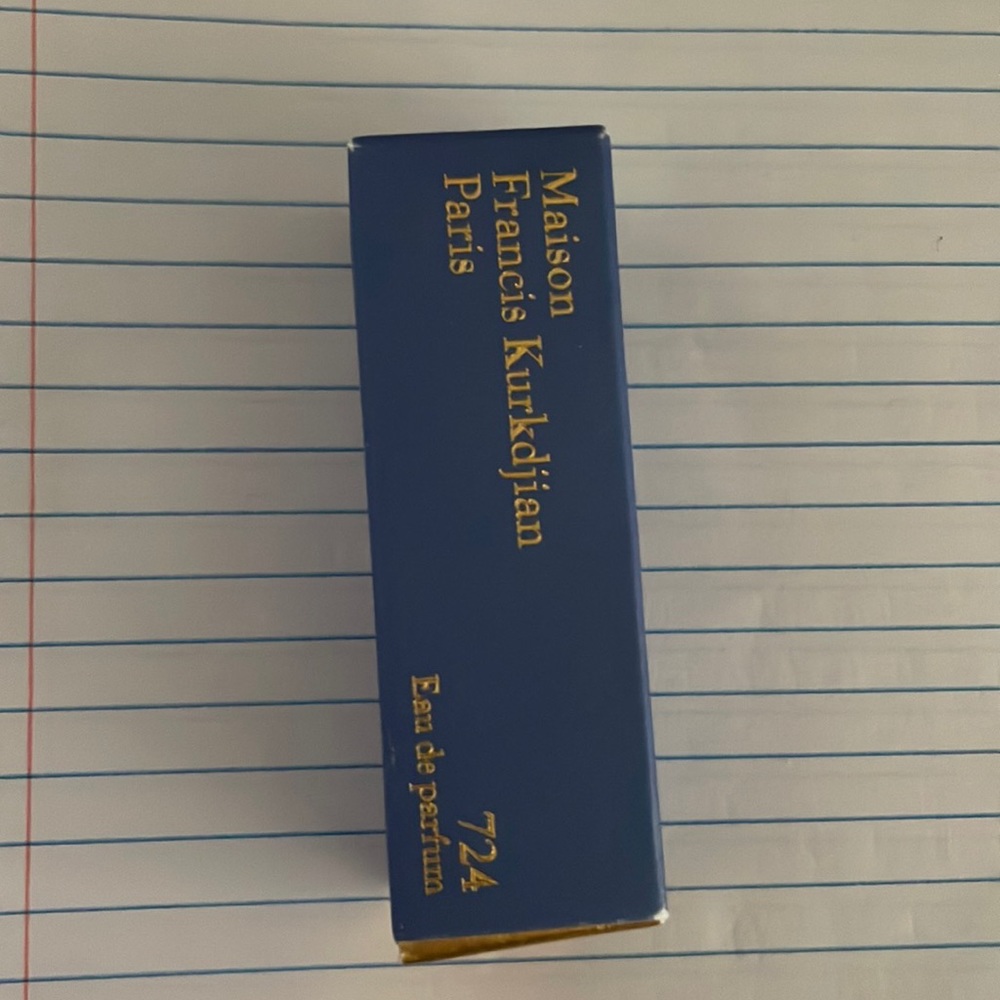 Maison
Francis Kurkdjian
Paris
724
Eau de parfum